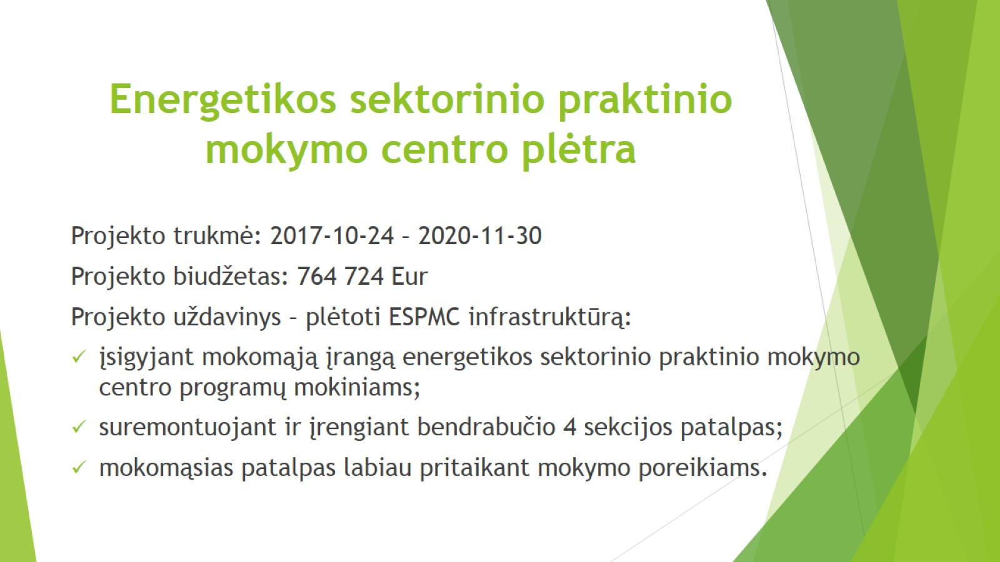 Energetikos sektorinio praktinio
mokymo centro plėtra
Projekto trukmė: 2017-10-24 – 2020-11-30
Projekto biudžetas: 764 724 Eur
Projekto uždavinys – plėtoti ESPMC infrastruktūrą:
✓ įsigyjant mokomąją įrangą energetikos sektorinio praktinio mokymo
centro programų mokiniams;
✓ suremontuojant ir įrengiant bendrabučio 4 sekcijos patalpas;
✓ mokomąsias patalpas labiau pritaikant mokymo poreikiams.